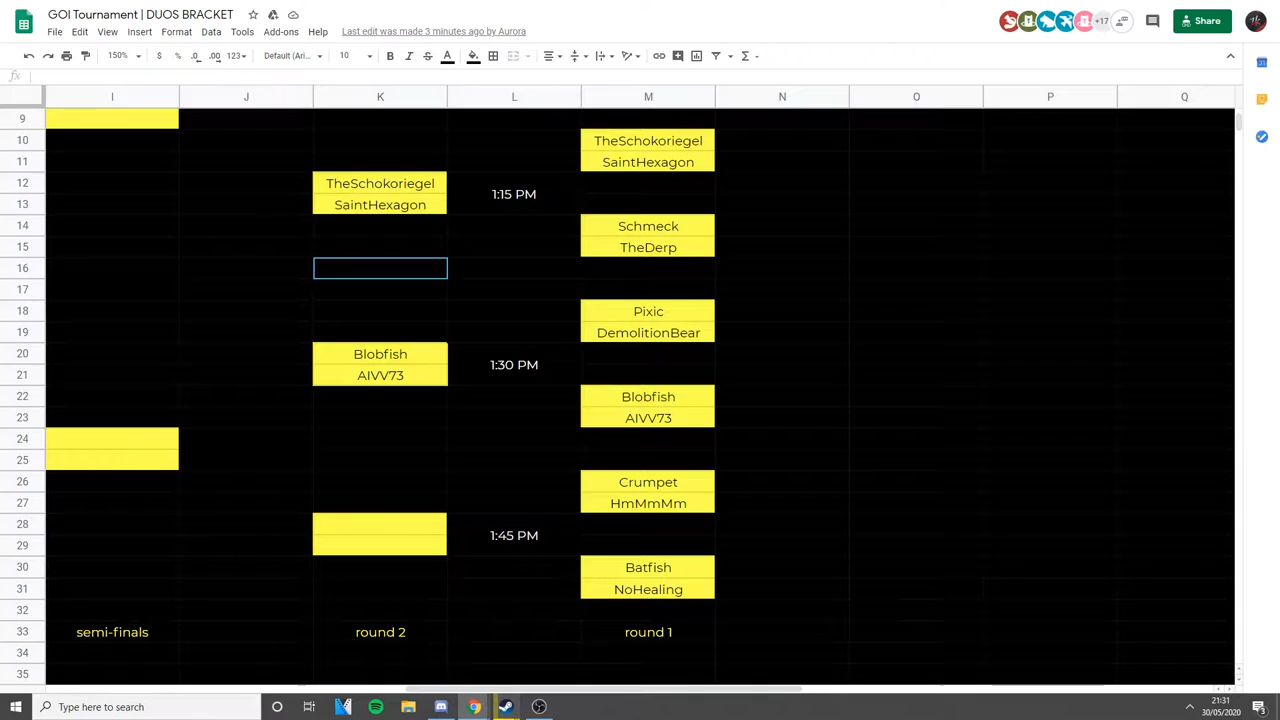 GOI Tournament | DUOS BRACKET
File Edit View Insert Format Data Tools Add-ons Help Last edit was made 3 minutes ago by Aurora
+17
Share
150% $ % .0 .00 123 Default (Ari... 10 B I S A
fx
I J K L M N O P Q
9
10 TheSchokoriegel
11 SaintHexagon
12 TheSchokoriegel
13 SaintHexagon
1:15 PM
14 Schmeck
15 TheDerp
16
17
18 Pixic
19 DemolitionBear
20 Blobfish
21 AIVV73
1:30 PM
22 Blobfish
23 AIVV73
24
25
26 Crumpet
27 HmMmMm
28
29
1:45 PM
30 Batfish
31 NoHealing
32
33 semi-finals round 2 round 1
34
35
Type here to search
21:31
30/05/2020
3